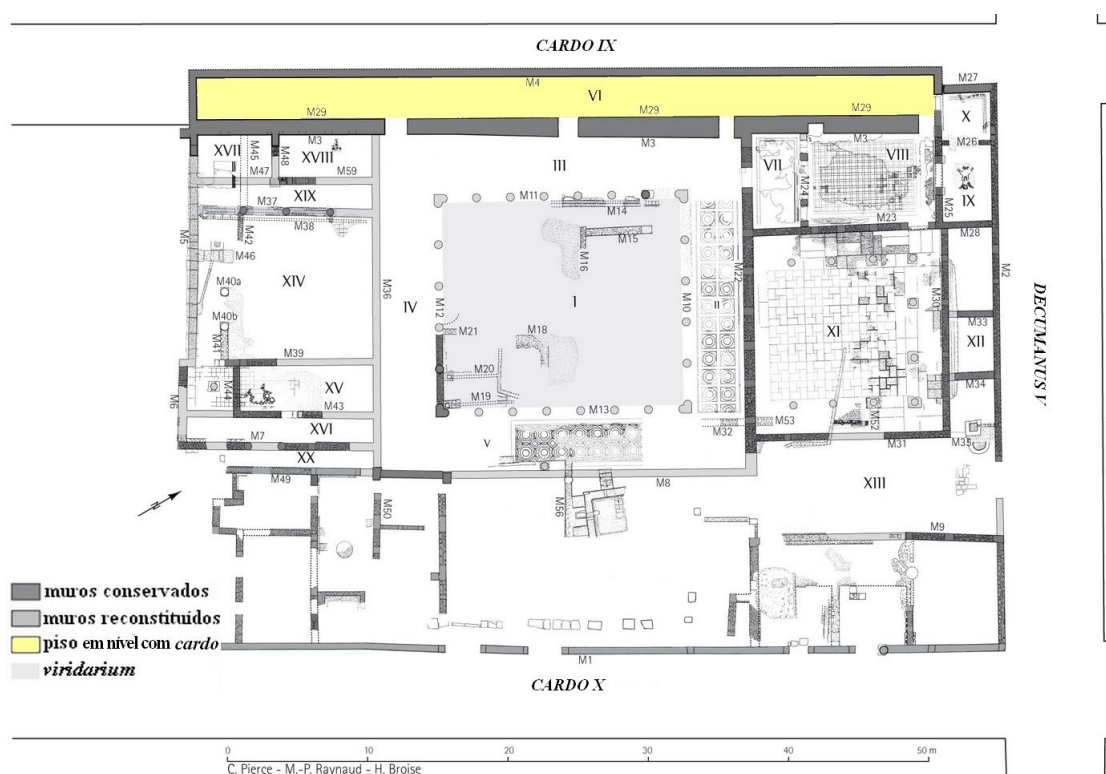 CARDO IX
M4
M27
VI
M29
M29
M29
X
M3
M3
M3
M26
XVII
M45
M48
XVIII
III
VII
VIII
M47
M59
M24
IX
XIX
M25
M11
M37
M14
M23
M38
M42
M15
M28
M5
M46
M16
M22
M2
XIV
M36
IV
I
M12
M10
II
M30
DECUMANUS V
M40a
M21
XI
M40b
M18
M33
M41
XII
M39
M20
M44
XV
M34
M6
M43
M19
M13
XVI
M32
M53
M52
M35
M7
V
M31
XX
M49
M8
XIII
M50
M56
M9
muros conservados
muros reconstituídos
piso em nível com cardo
viridarium
M1
CARDO X
0 10 20 30 40 50 m
C. Pierce - M.-P. Raynaud - H. Broise